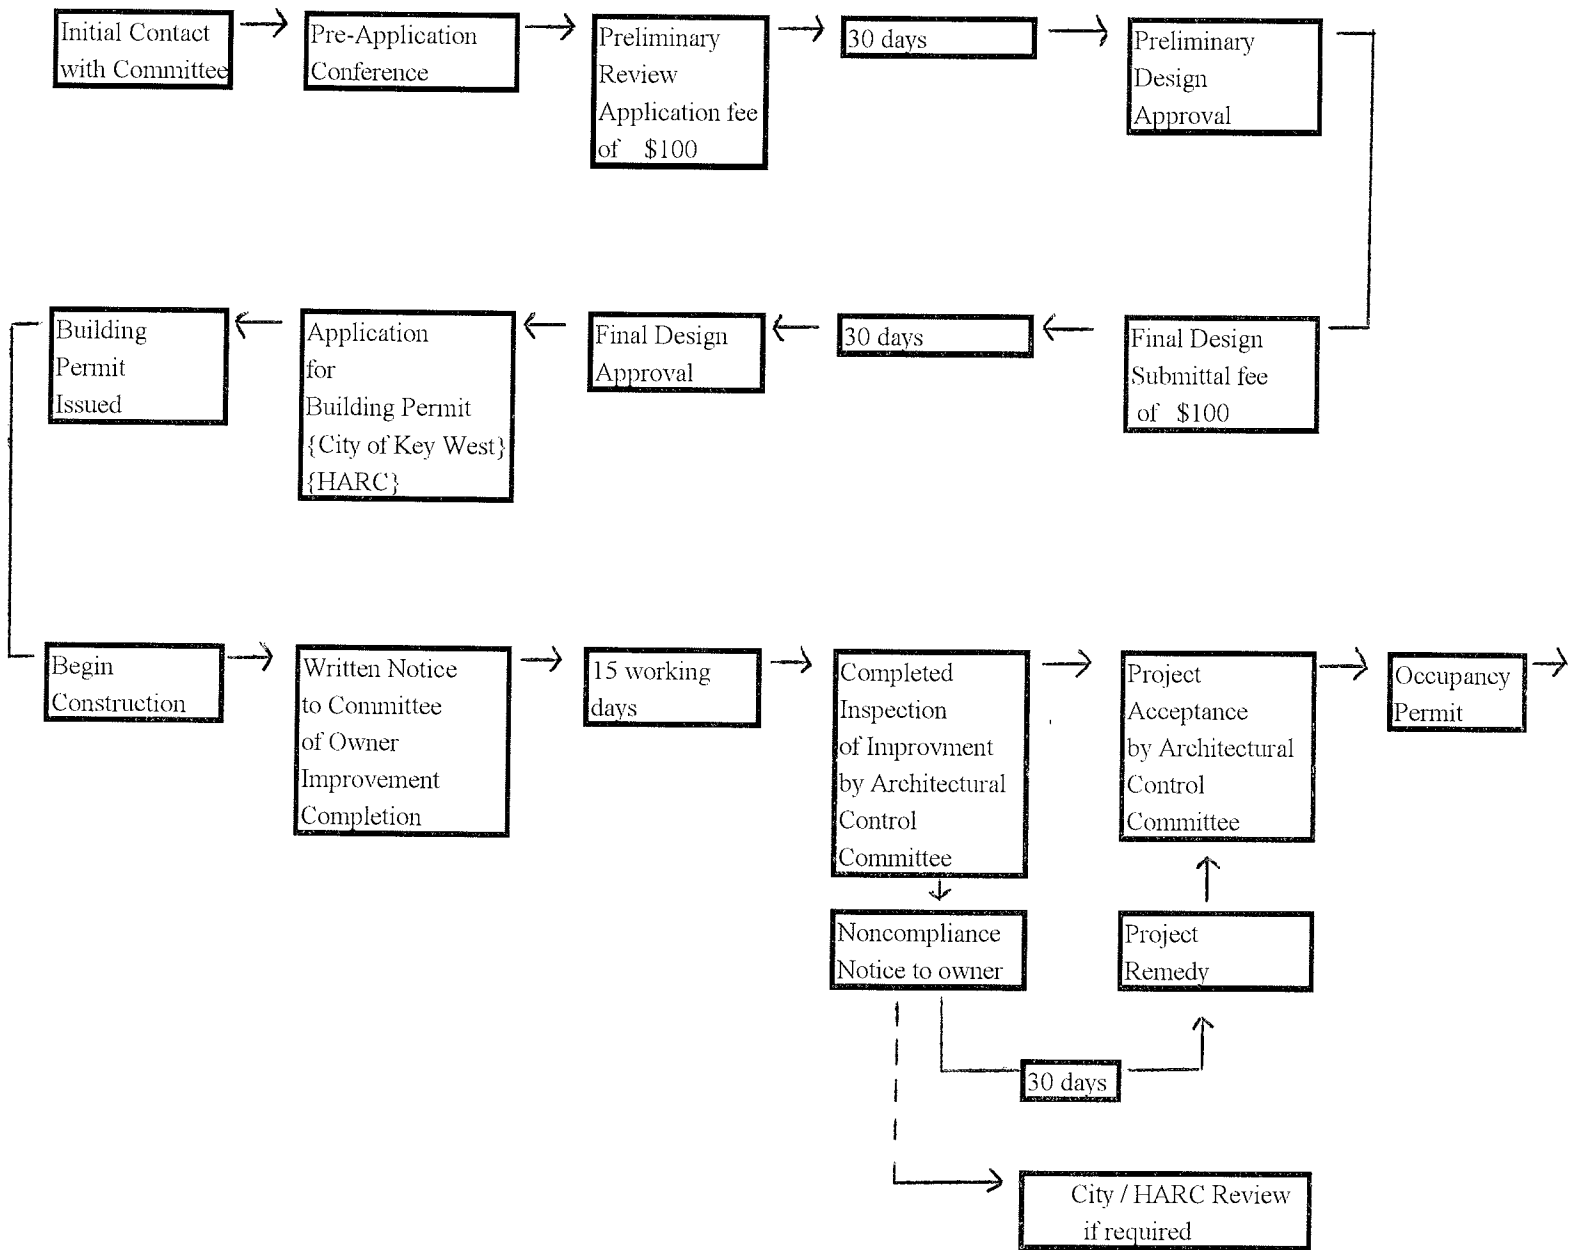 Initial Contact
with Committee
Pre-Application
Conference
Preliminary
Review
Application fee
of $100
30 days
Preliminary
Design
Approval
Final Design
Submittal fee
of $100
30 days
Final Design
Approval
Application
for
Building Permit
{City of Key West}
{HARC}
Building
Permit
Issued
Begin
Construction
Written Notice
to Committee
of Owner
Improvement
Completion
15 working
days
Completed
Inspection
of Improvment
by Architectural
Control
Committee
Project
Acceptance
by Architectural
Control
Committee
Occupancy
Permit
Noncompliance
Notice to owner
Project
Remedy
30 days
City / HARC Review
if required